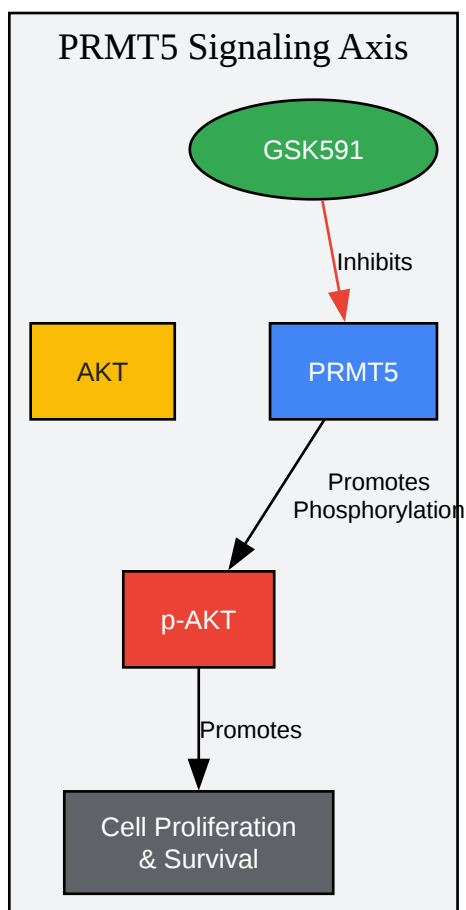 PRMT5 Signaling Axis
GSK591
Inhibits
AKT
PRMT5
Promotes
Phosphorylation
p-AKT
Promotes
Cell Proliferation
& Survival